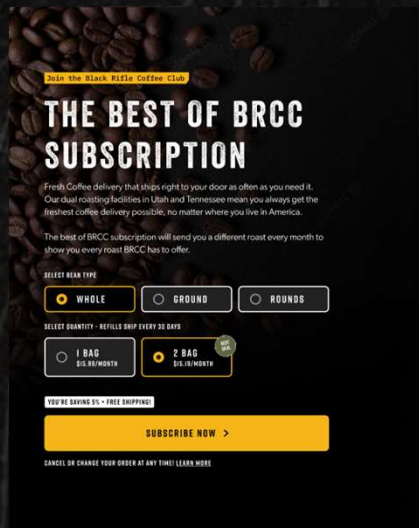 Join the Black Rifle Coffee Club
THE BEST OF BRCC
SUBSCRIPTION
Fresh Coffee delivery that ships right to your door as often as you need it.
Our dual roasting facilities in Utah and Tennessee mean you always get the
freshest coffee delivery possible, no matter where you live in America.
The best of BRCC subscription will send you a different roast every month to
show you every roast BRCC has to offer.
SELECT BEAN TYPE
WHOLE
GROUND
ROUNDS
SELECT QUANTITY - REFILLS SHIP EVERY 30 DAYS
1 BAG
$15.99/MONTH
2 BAG
$15.19/MONTH
YOU'RE SAVING 5% + FREE SHIPPING!
SUBSCRIBE NOW >
CANCEL OR CHANGE YOUR ORDER AT ANY TIME! LEARN MORE